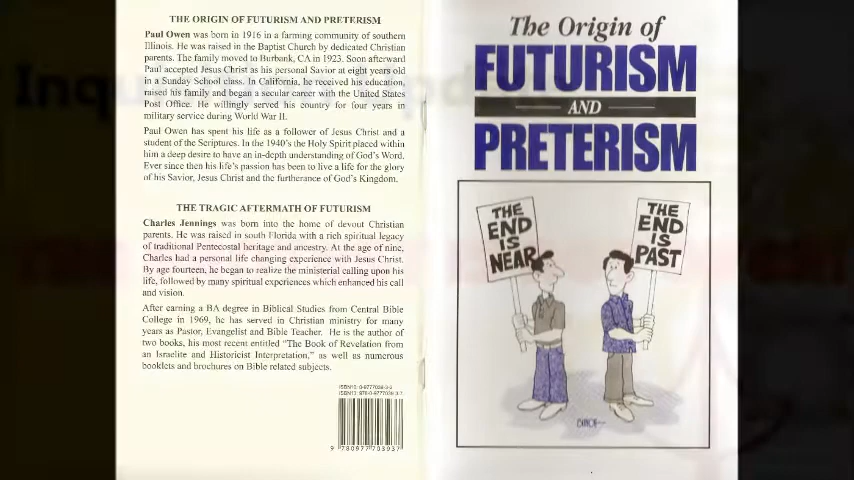 THE ORIGIN OF FUTURISM AND PRETERISM
Paul Owen was born in 1916 in a farming community of southern
Illinois. He was raised in the Baptist Church by dedicated Christian
parents. The family moved to Burbank, CA in 1923. Soon afterward
Paul accepted Jesus Christ as his personal Savior at eight years old
in a Sunday School class. In California, he received his education,
raised his family and began a secular career with the United States
Post Office. He willingly served his country for four years in
military service during World War II.
Paul Owen has spent his life as a follower of Jesus Christ and a
student of the Scriptures. In the 1940's the Holy Spirit placed within
him a deep desire to have an in-depth understanding of God's Word.
Ever since then his life's passion has been to live a life for the glory
of his Savior, Jesus Christ and the furtherance of God's Kingdom.
THE TRAGIC AFTERMATH OF FUTURISM
Charles Jennings was born into the home of devout Christian
parents. He was raised in south Florida with a rich spiritual legacy
of traditional Pentecostal heritage and ancestry. At the age of nine,
Charles had a personal life changing experience with Jesus Christ.
By age fourteen, he began to realize the ministerial calling upon his
life, followed by many spiritual experiences which enhanced his call
and vision.
After earning a BA degree in Biblical Studies from Central Bible
College in 1969, he has served in Christian ministry for many
years as Pastor, Evangelist and Bible Teacher. He is the author of
two books, his most recent entitled "The Book of Revelation from
an Israelite and Historicist Interpretation," as well as numerous
booklets and brochures on Bible related subjects.
9 780977 703937
The Origin of
FUTURISM
AND
PRETERISM
THE
END
IS
NEAR
THE
END
IS
PAST